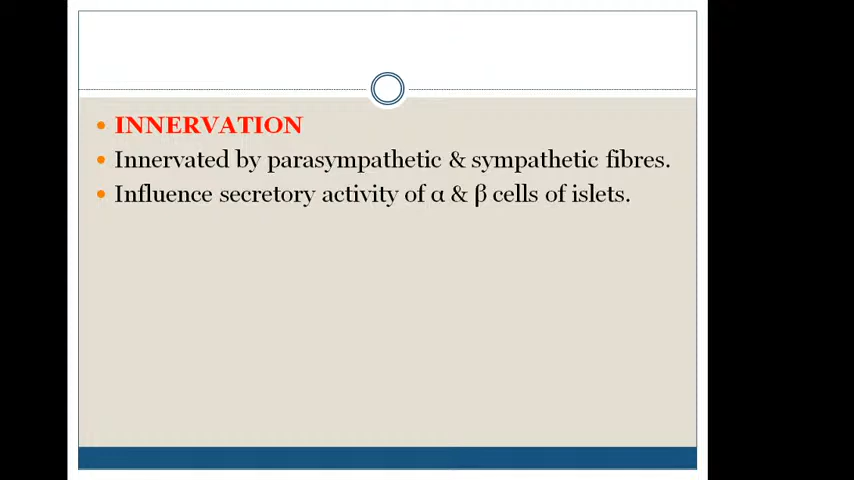 INNERVATION
Innervated by parasympathetic & sympathetic fibres.
Influence secretory activity of α & β cells of islets.